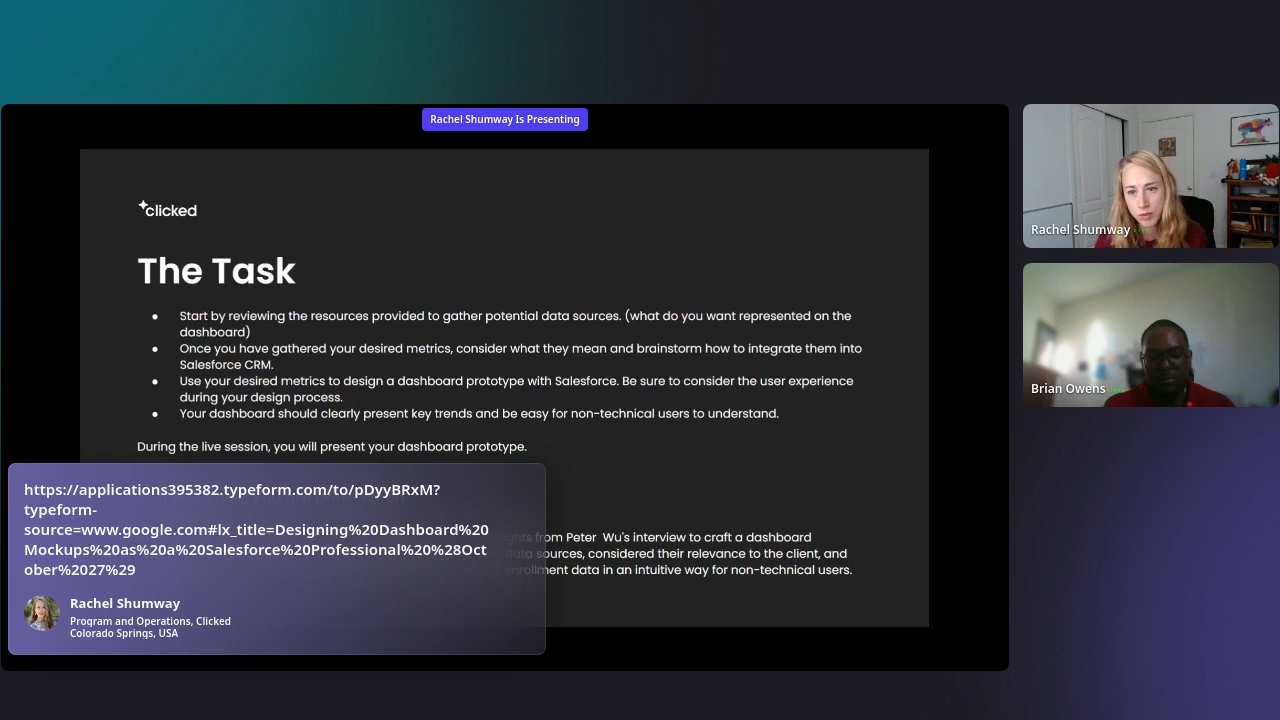 Rachel Shumway Is Presenting
clicked
The Task
● Start by reviewing the resources provided to gather potential data sources. (what do you want represented on the
dashboard)
● Once you have gathered your desired metrics, consider what they mean and brainstorm how to integrate them into
Salesforce CRM.
● Use your desired metrics to design a dashboard prototype with Salesforce. Be sure to consider the user experience
during your design process.
● Your dashboard should clearly present key trends and be easy for non-technical users to understand.
During the live session, you will present your dashboard prototype.
from Peter Wu's interview to craft a dashboard
data sources, considered their relevance to the client, and
enrollment data in an intuitive way for non-technical users.
https://applications395382.typeform.com/to/pDyyBRxM?
typeform-
source=www.google.com#lx_title=Designing%20Dashboard%20
Mockups%20as%20a%20Salesforce%20Professional%20%28Oct
ober%2027%29
Rachel Shumway
Program and Operations, Clicked
Colorado Springs, USA
Rachel Shumway
Brian Owens